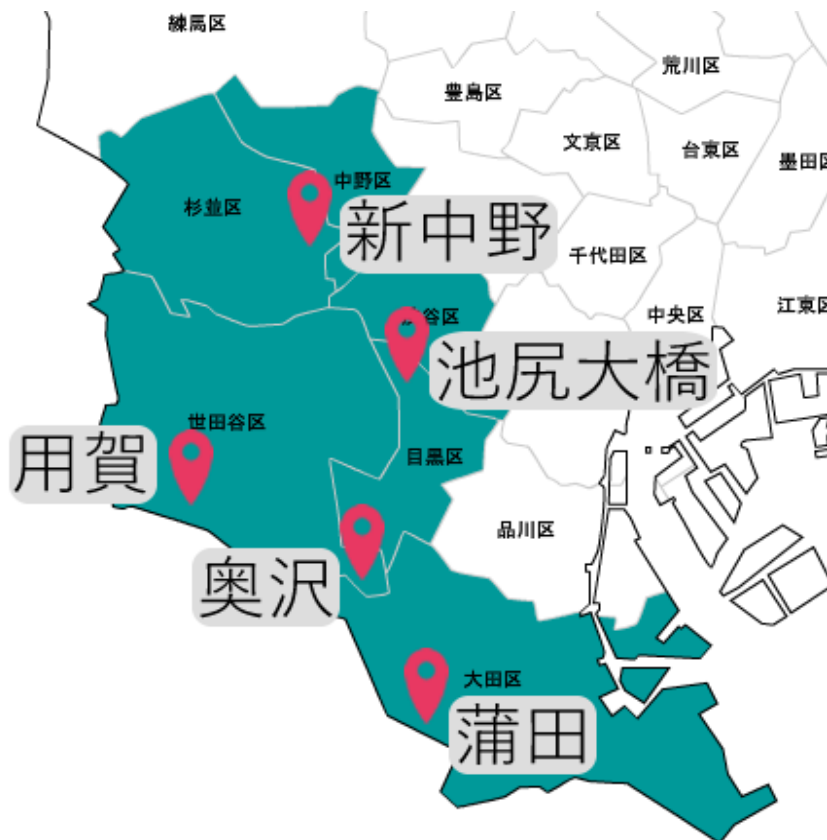 練馬区
荒川区
豊島区
文京区
台東区
墨田区
中野区
杉並区
新中野
千代田区
中央区
江東区
渋谷区
池尻大橋
世田谷区
用賀
目黒区
品川区
奥沢
大田区
蒲田